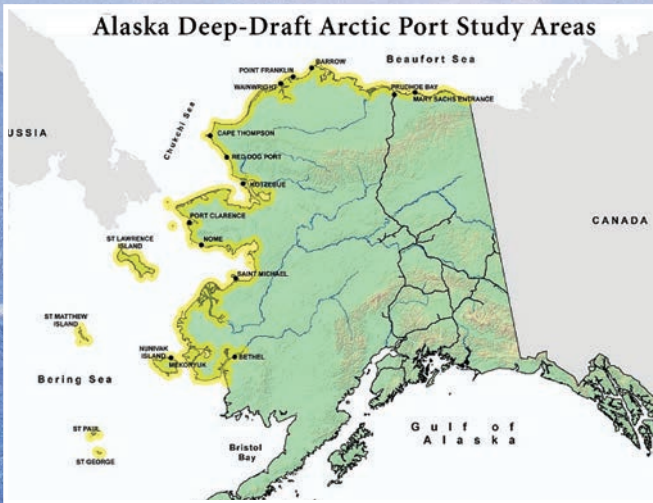 Alaska Deep-Draft Arctic Port Study Areas
Beaufort Sea
BARROW
POINT FRANKLIN
WAINWRIGHT
PRUDHOE BAY
MARY SACHS ENTRANCE
USSIA
Chukchi Sea
CAPE THOMPSON
RED DOG PORT
KOTZEBUE
PORT CLARENCE
CANADA
ST LAWRENCE
ISLAND
NOME
SAINT MICHAEL
ST MATTHEW
ISLAND
NUNIVAK
ISLAND
MEKORYUK
BETHEL
Bering Sea
ST PAUL
ST GEORGE
Bristol
Bay
Gulf of
Alaska